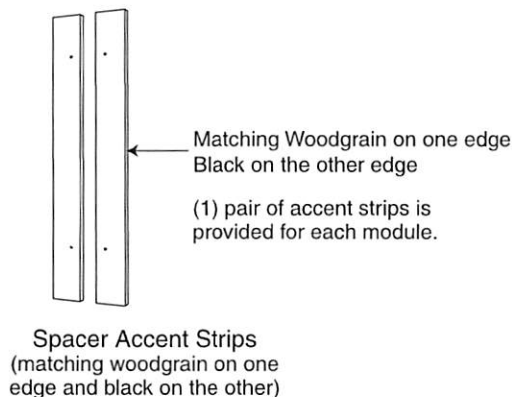 Matching Woodgrain on one edge
Black on the other edge
(1) pair of accent strips is
provided for each module.
Spacer Accent Strips
(matching woodgrain on one
edge and black on the other)